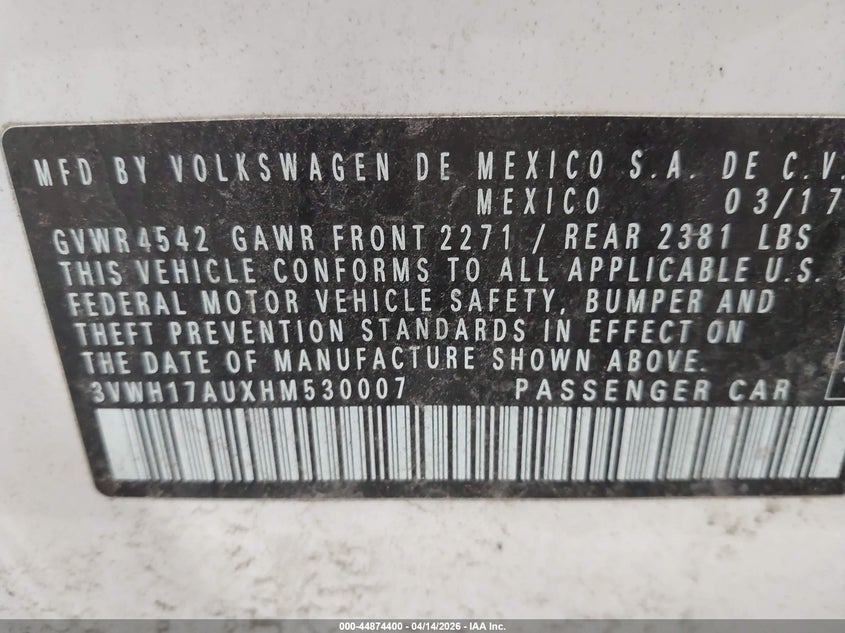 MFD BY VOLKSWAGEN DE MEXICO S.A. DE C.V.
MEXICO 03/17
GVWR 4542 GAWR FRONT 2271 / REAR 2381 LBS
THIS VEHICLE CONFORMS TO ALL APPLICABLE U.S.
FEDERAL MOTOR VEHICLE SAFETY, BUMPER AND
THEFT PREVENTION STANDARDS IN EFFECT ON
THE DATE OF MANUFACTURE SHOWN ABOVE.
3VWH17AUXHM530007 PASSENGER CAR
000-44874400 - 04/14/2026 - IAA Inc.